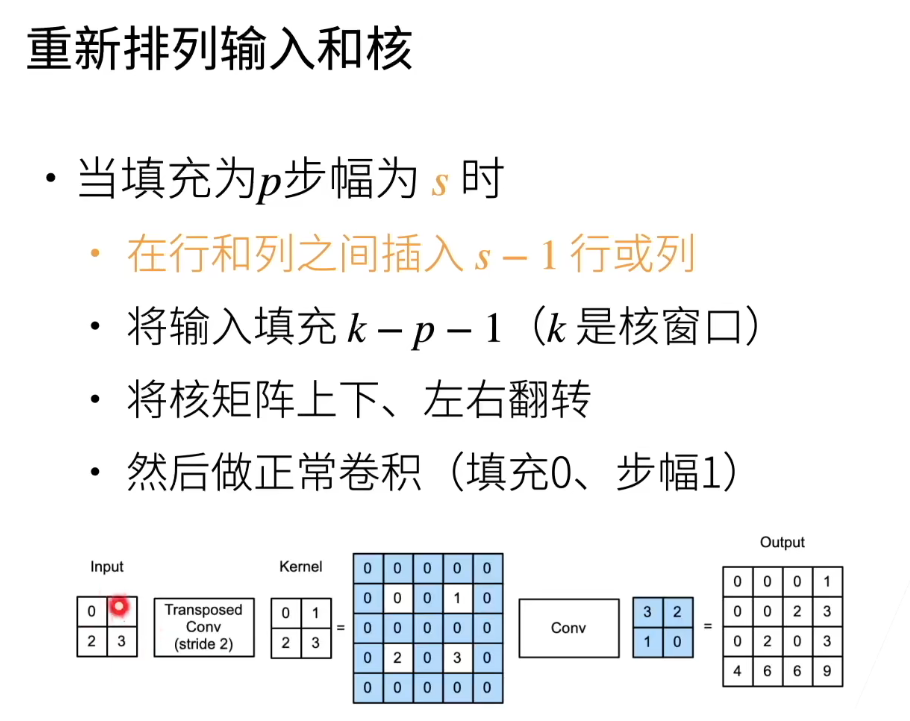 重新排列输入和核
• 当填充为p步幅为 s 时
• 在行和列之间插入 s − 1 行或列
• 将输入填充 k − p − 1（k 是核窗口）
• 将核矩阵上下、左右翻转
• 然后做正常卷积（填充0、步幅1）
Input
0
2 3
Transposed
Conv
(stride 2)
Kernel
0 1
2 3
=
0 0 0 0 0
0 0 0 1 0
0 0 0 0 0
0 2 0 3 0
0 0 0 0 0
Conv
3 2
1 0
=
Output
0 0 0 1
0 0 2 3
0 2 0 3
4 6 6 9